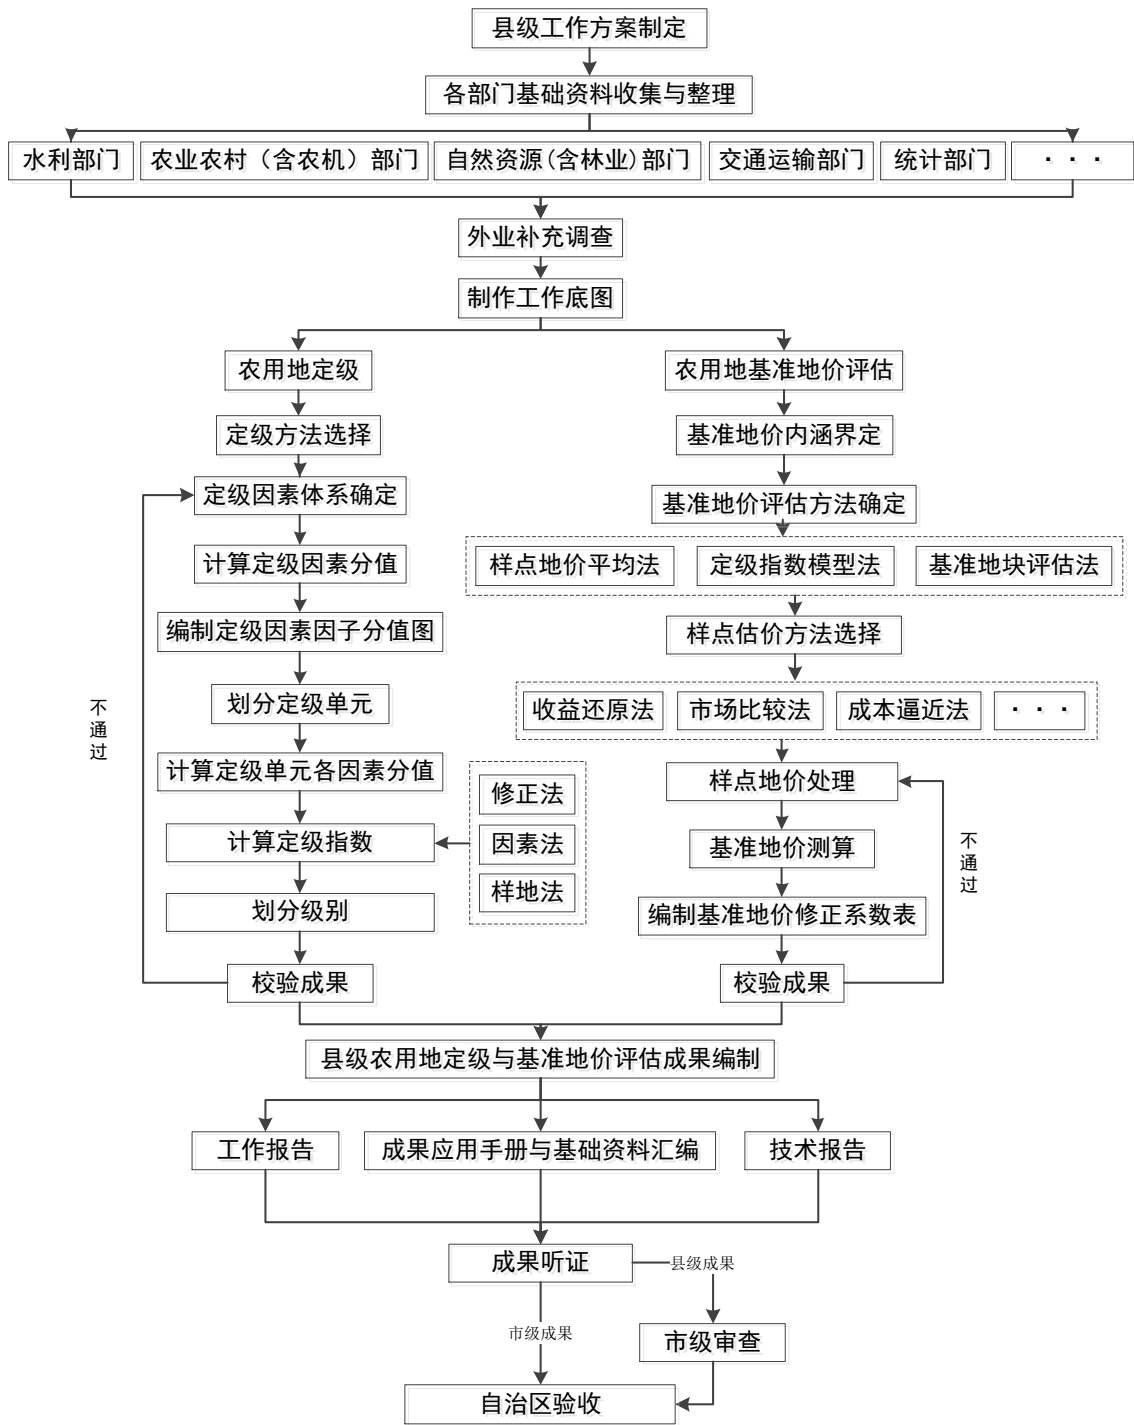 县级工作方案制定
各部门基础资料收集与整理
水利部门
农业农村（含农机）部门
自然资源(含林业)部门
交通运输部门
统计部门
· · ·
外业补充调查
制作工作底图
农用地定级
定级方法选择
定级因素体系确定
计算定级因素分值
编制定级因素因子分值图
划分定级单元
计算定级单元各因素分值
计算定级指数
划分级别
校验成果
不通过
修正法
因素法
样地法
农用地基准地价评估
基准地价内涵界定
基准地价评估方法确定
样点地价平均法
定级指数模型法
基准地块评估法
样点估价方法选择
收益还原法
市场比较法
成本逼近法
· · ·
样点地价处理
基准地价测算
编制基准地价修正系数表
校验成果
不通过
县级农用地定级与基准地价评估成果编制
工作报告
成果应用手册与基础资料汇编
技术报告
成果听证
县级成果
市级成果
市级审查
自治区验收